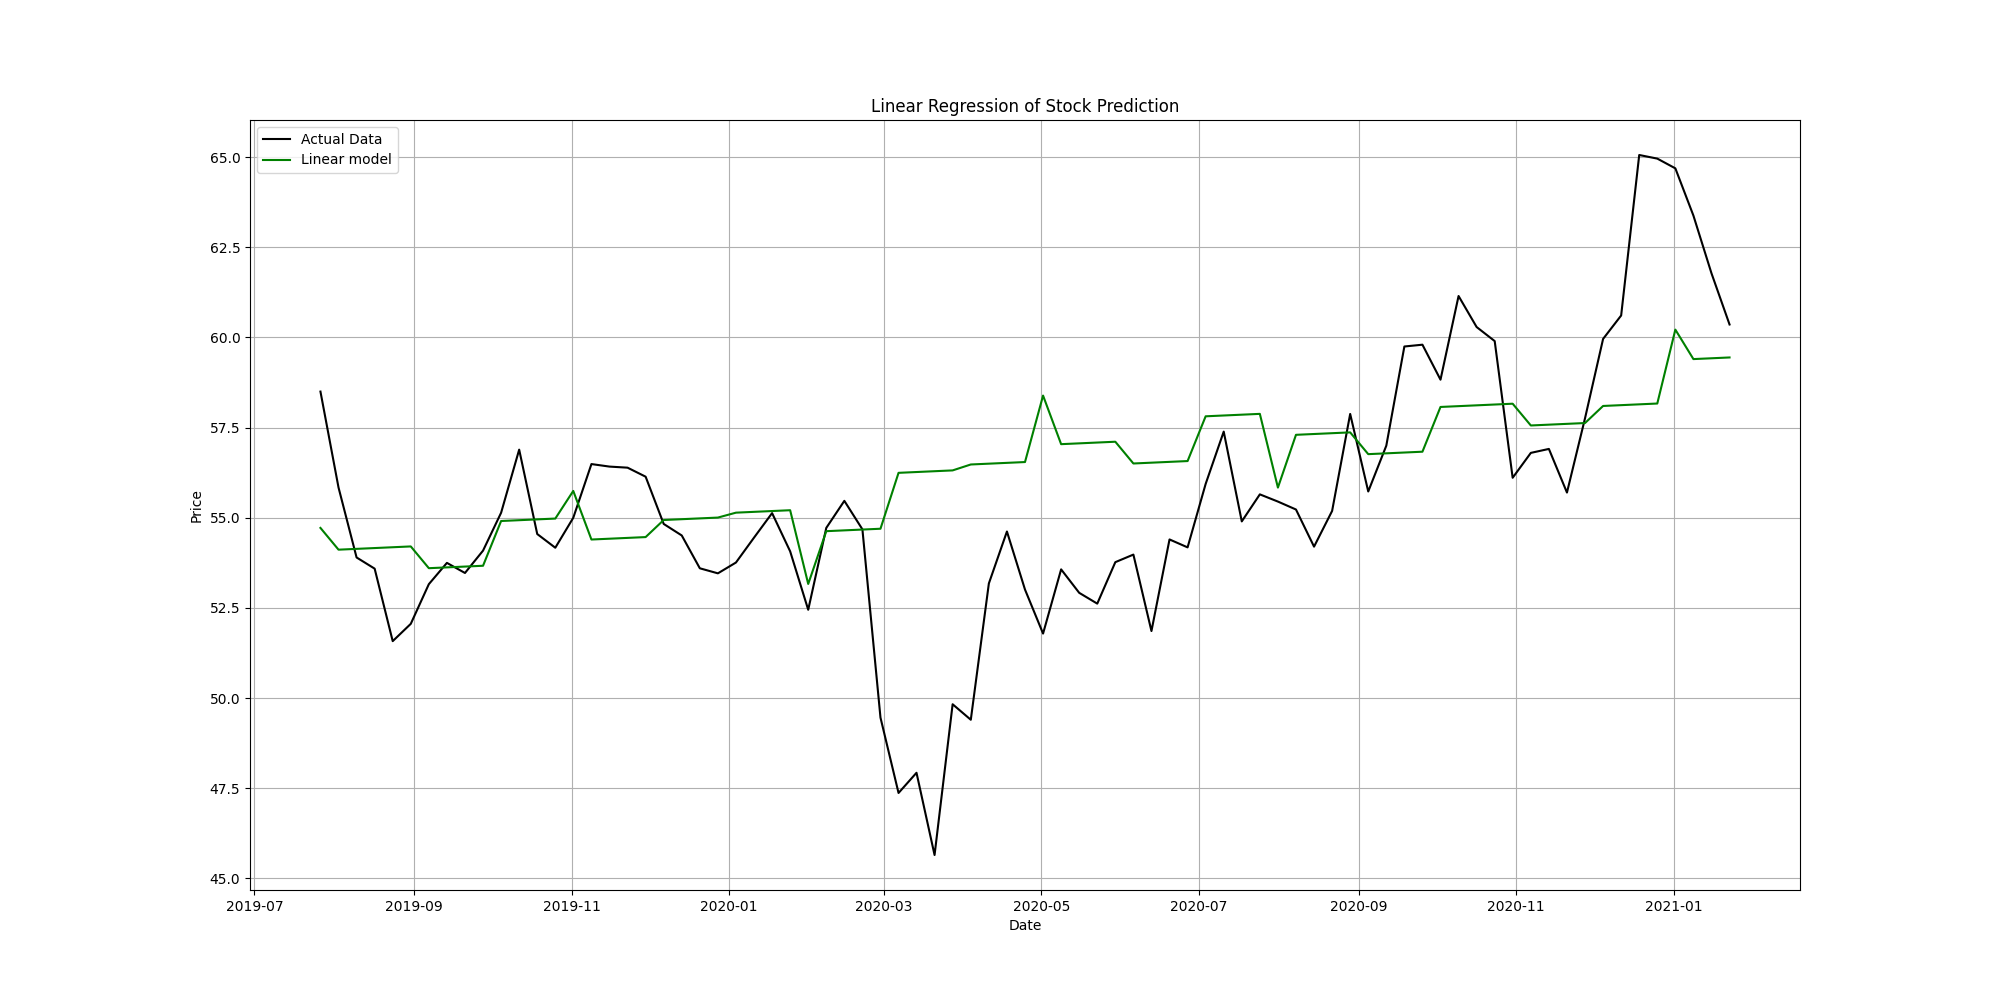 Linear Regression of Stock Prediction
Actual Data
Linear model
65.0
62.5
60.0
57.5
55.0
52.5
50.0
47.5
45.0
Price
2019-07 2019-09 2019-11 2020-01 2020-03 2020-05 2020-07 2020-09 2020-11 2021-01
Date